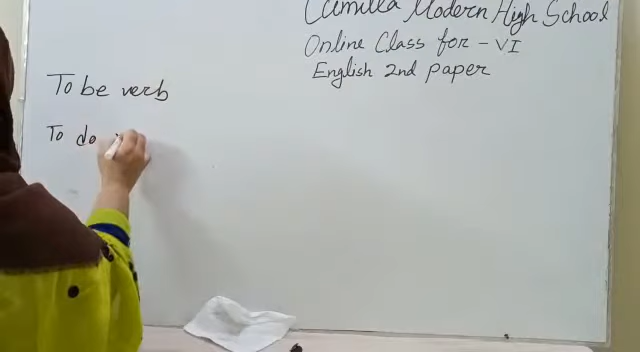 Cumilla Modern High School
Online Class for - VI
English 2nd paper
To be verb
To do